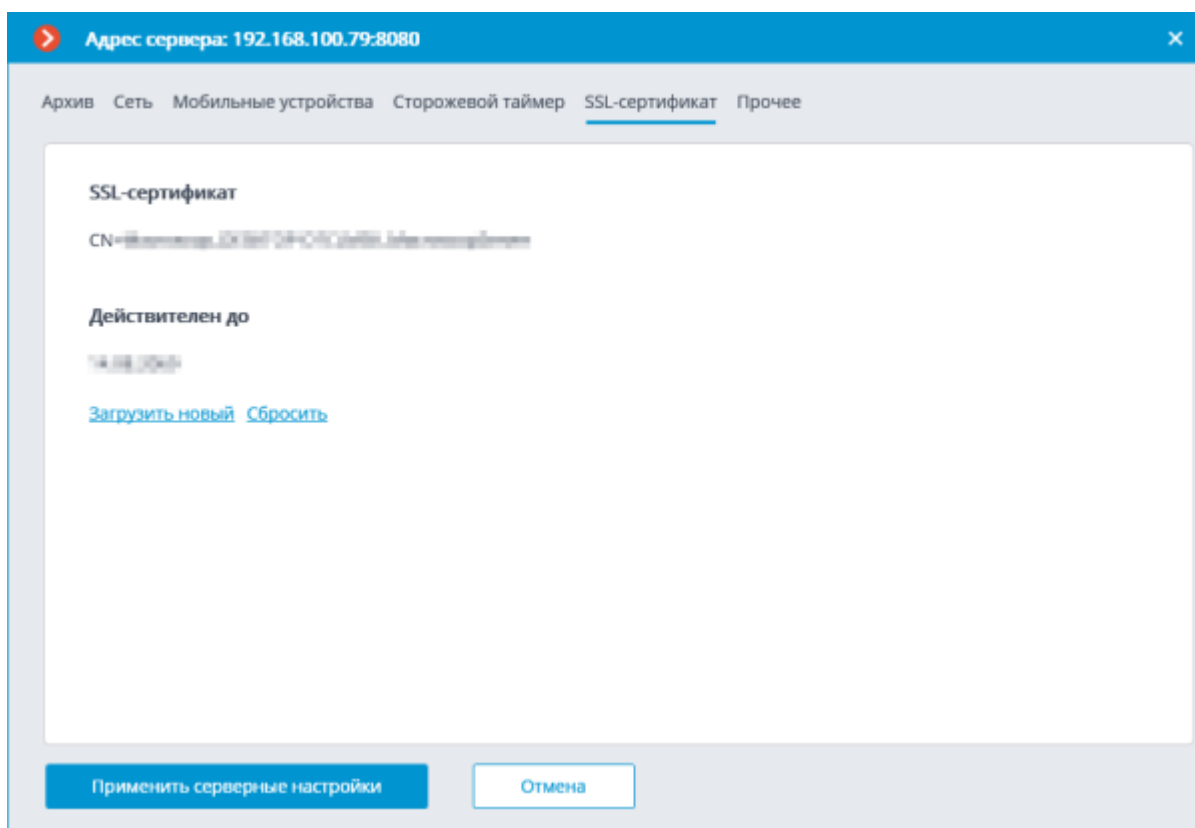 Адрес сервера: 192.168.100.79:8080
Архив Сеть Мобильные устройства Сторожевой таймер SSL-сертификат Прочее
SSL-сертификат
CN=
Действителен до
Загрузить новый Сбросить
Применить серверные настройки Отмена